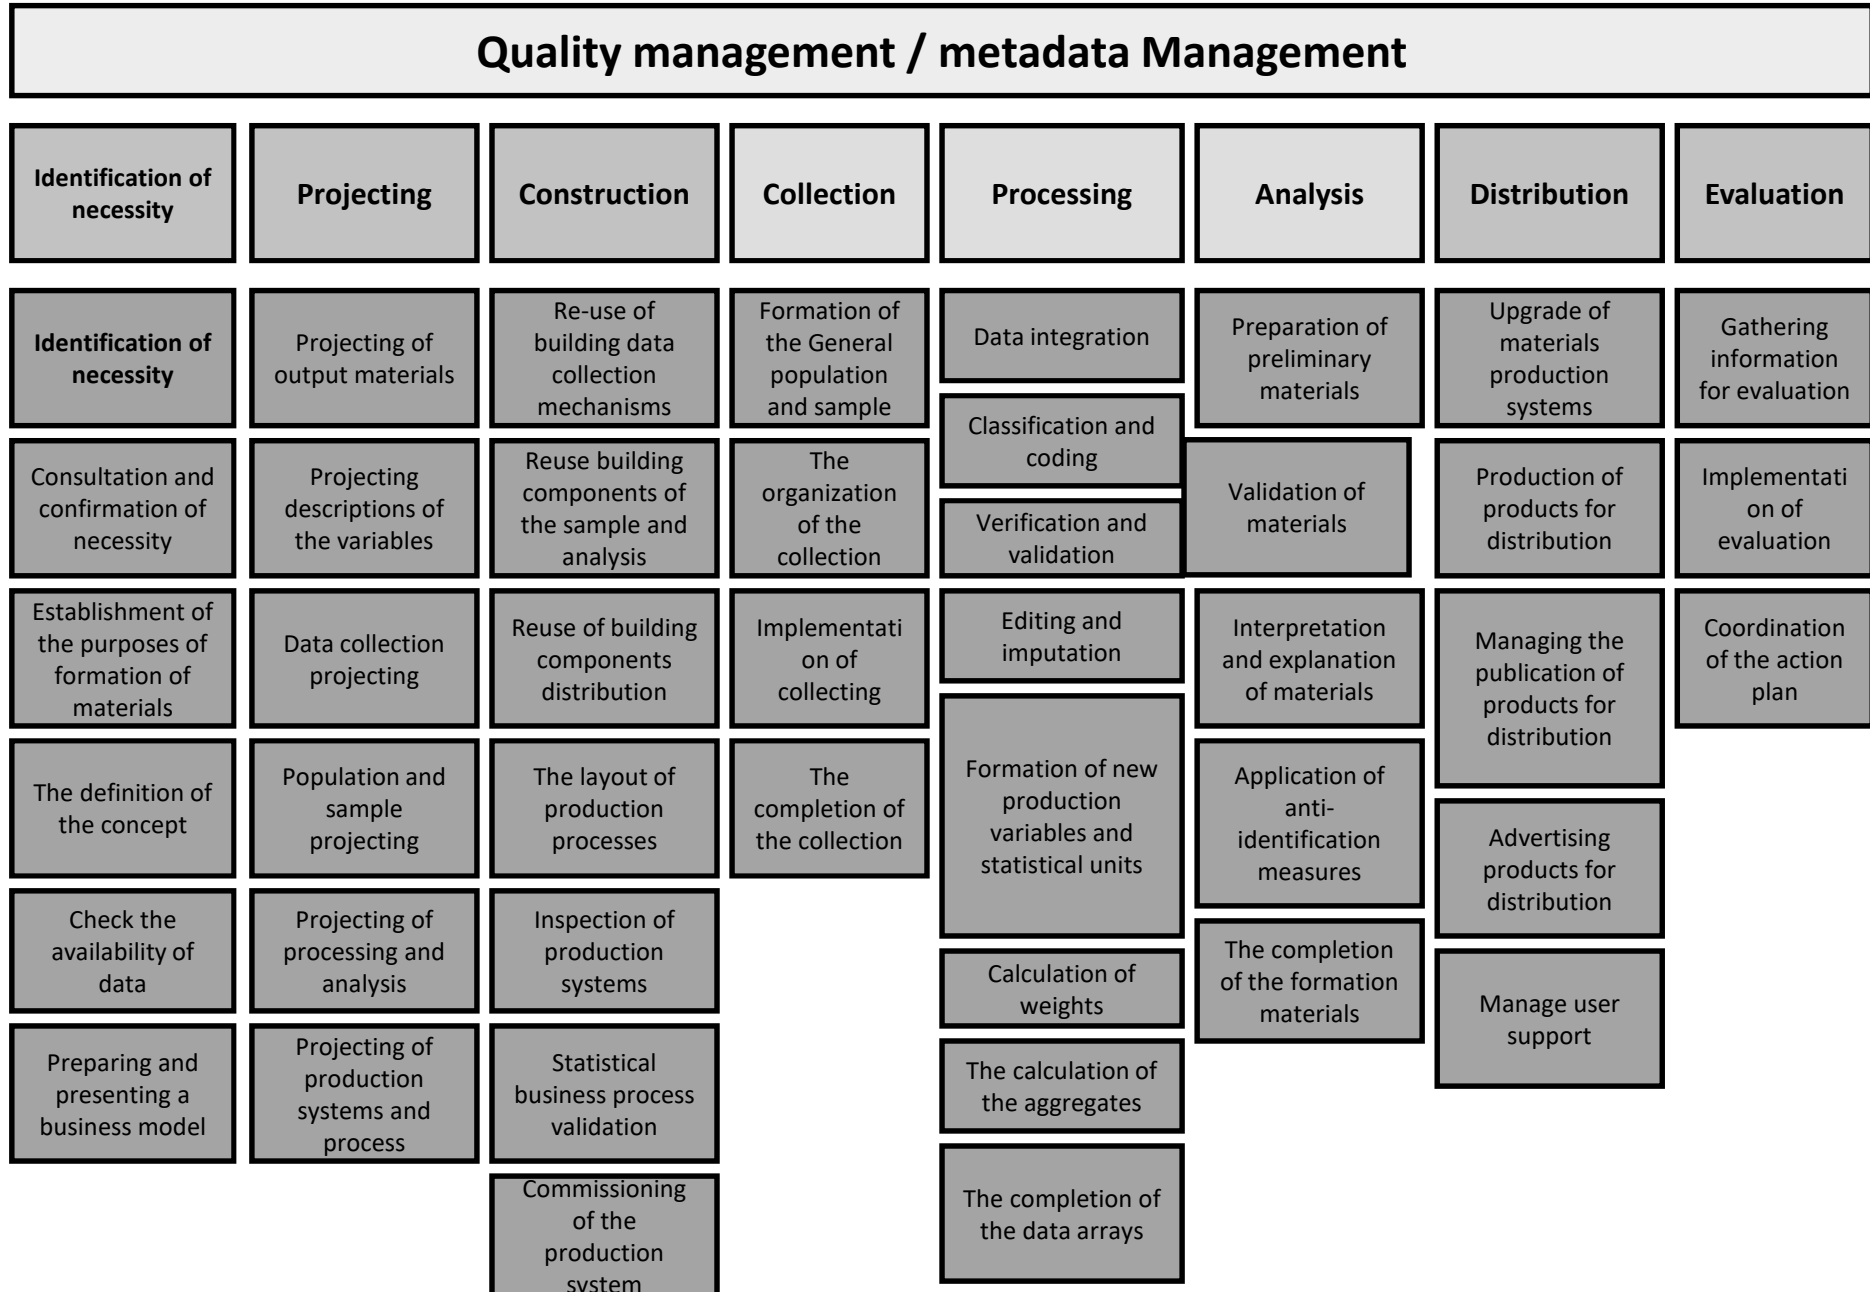 Quality management / metadata Management
Identification of
necessity
Projecting
Construction
Collection
Processing
Analysis
Distribution
Evaluation
Identification of
necessity
Consultation and
confirmation of
necessity
Establishment of
the purposes of
formation of
materials
The definition of
the concept
Check the
availability of
data
Preparing and
presenting a
business model
Projecting of
output materials
Projecting
descriptions of
the variables
Data collection
projecting
Population and
sample
projecting
Projecting of
processing and
analysis
Projecting of
production
systems and
process
Re-use of
building data
collection
mechanisms
Reuse building
components of
the sample and
analysis
Reuse of building
components
distribution
The layout of
production
processes
Inspection of
production
systems
Statistical
business process
validation
Commissioning
of the
production
system
Formation of
the General
population
and sample
The
organization
of the
collection
Implementati
on of
collecting
The
completion of
the collection
Data integration
Classification and
coding
Verification and
validation
Editing and
imputation
Formation of new
production
variables and
statistical units
Calculation of
weights
The calculation of
the aggregates
The completion of
the data arrays
Preparation of
preliminary
materials
Validation of
materials
Interpretation
and explanation
of materials
Application of
anti-
identification
measures
The completion
of the formation
materials
Upgrade of
materials
production
systems
Production of
products for
distribution
Managing the
publication of
products for
distribution
Advertising
products for
distribution
Manage user
support
Gathering
information
for evaluation
Implementati
on of
evaluation
Coordination
of the action
plan